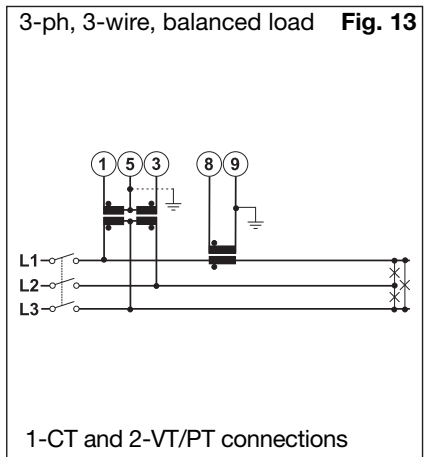 3-ph, 3-wire, balanced load Fig. 13
1 5 3 8 9
L1
L2
L3
1-CT and 2-VT/PT connections